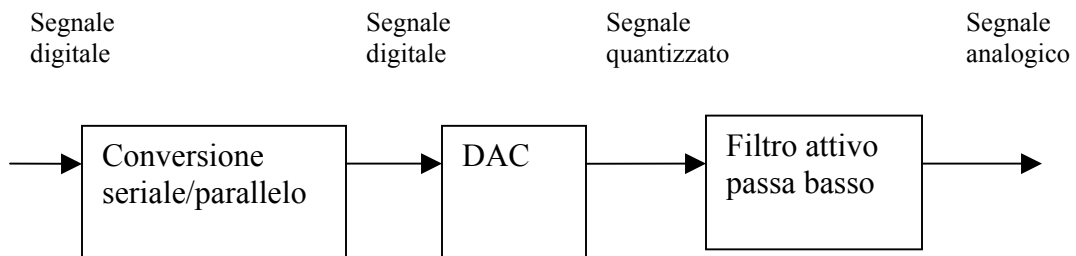 Segnale
digitale
Segnale
digitale
Segnale
quantizzato
Segnale
analogico
Conversione
seriale/parallelo
DAC
Filtro attivo
passa basso